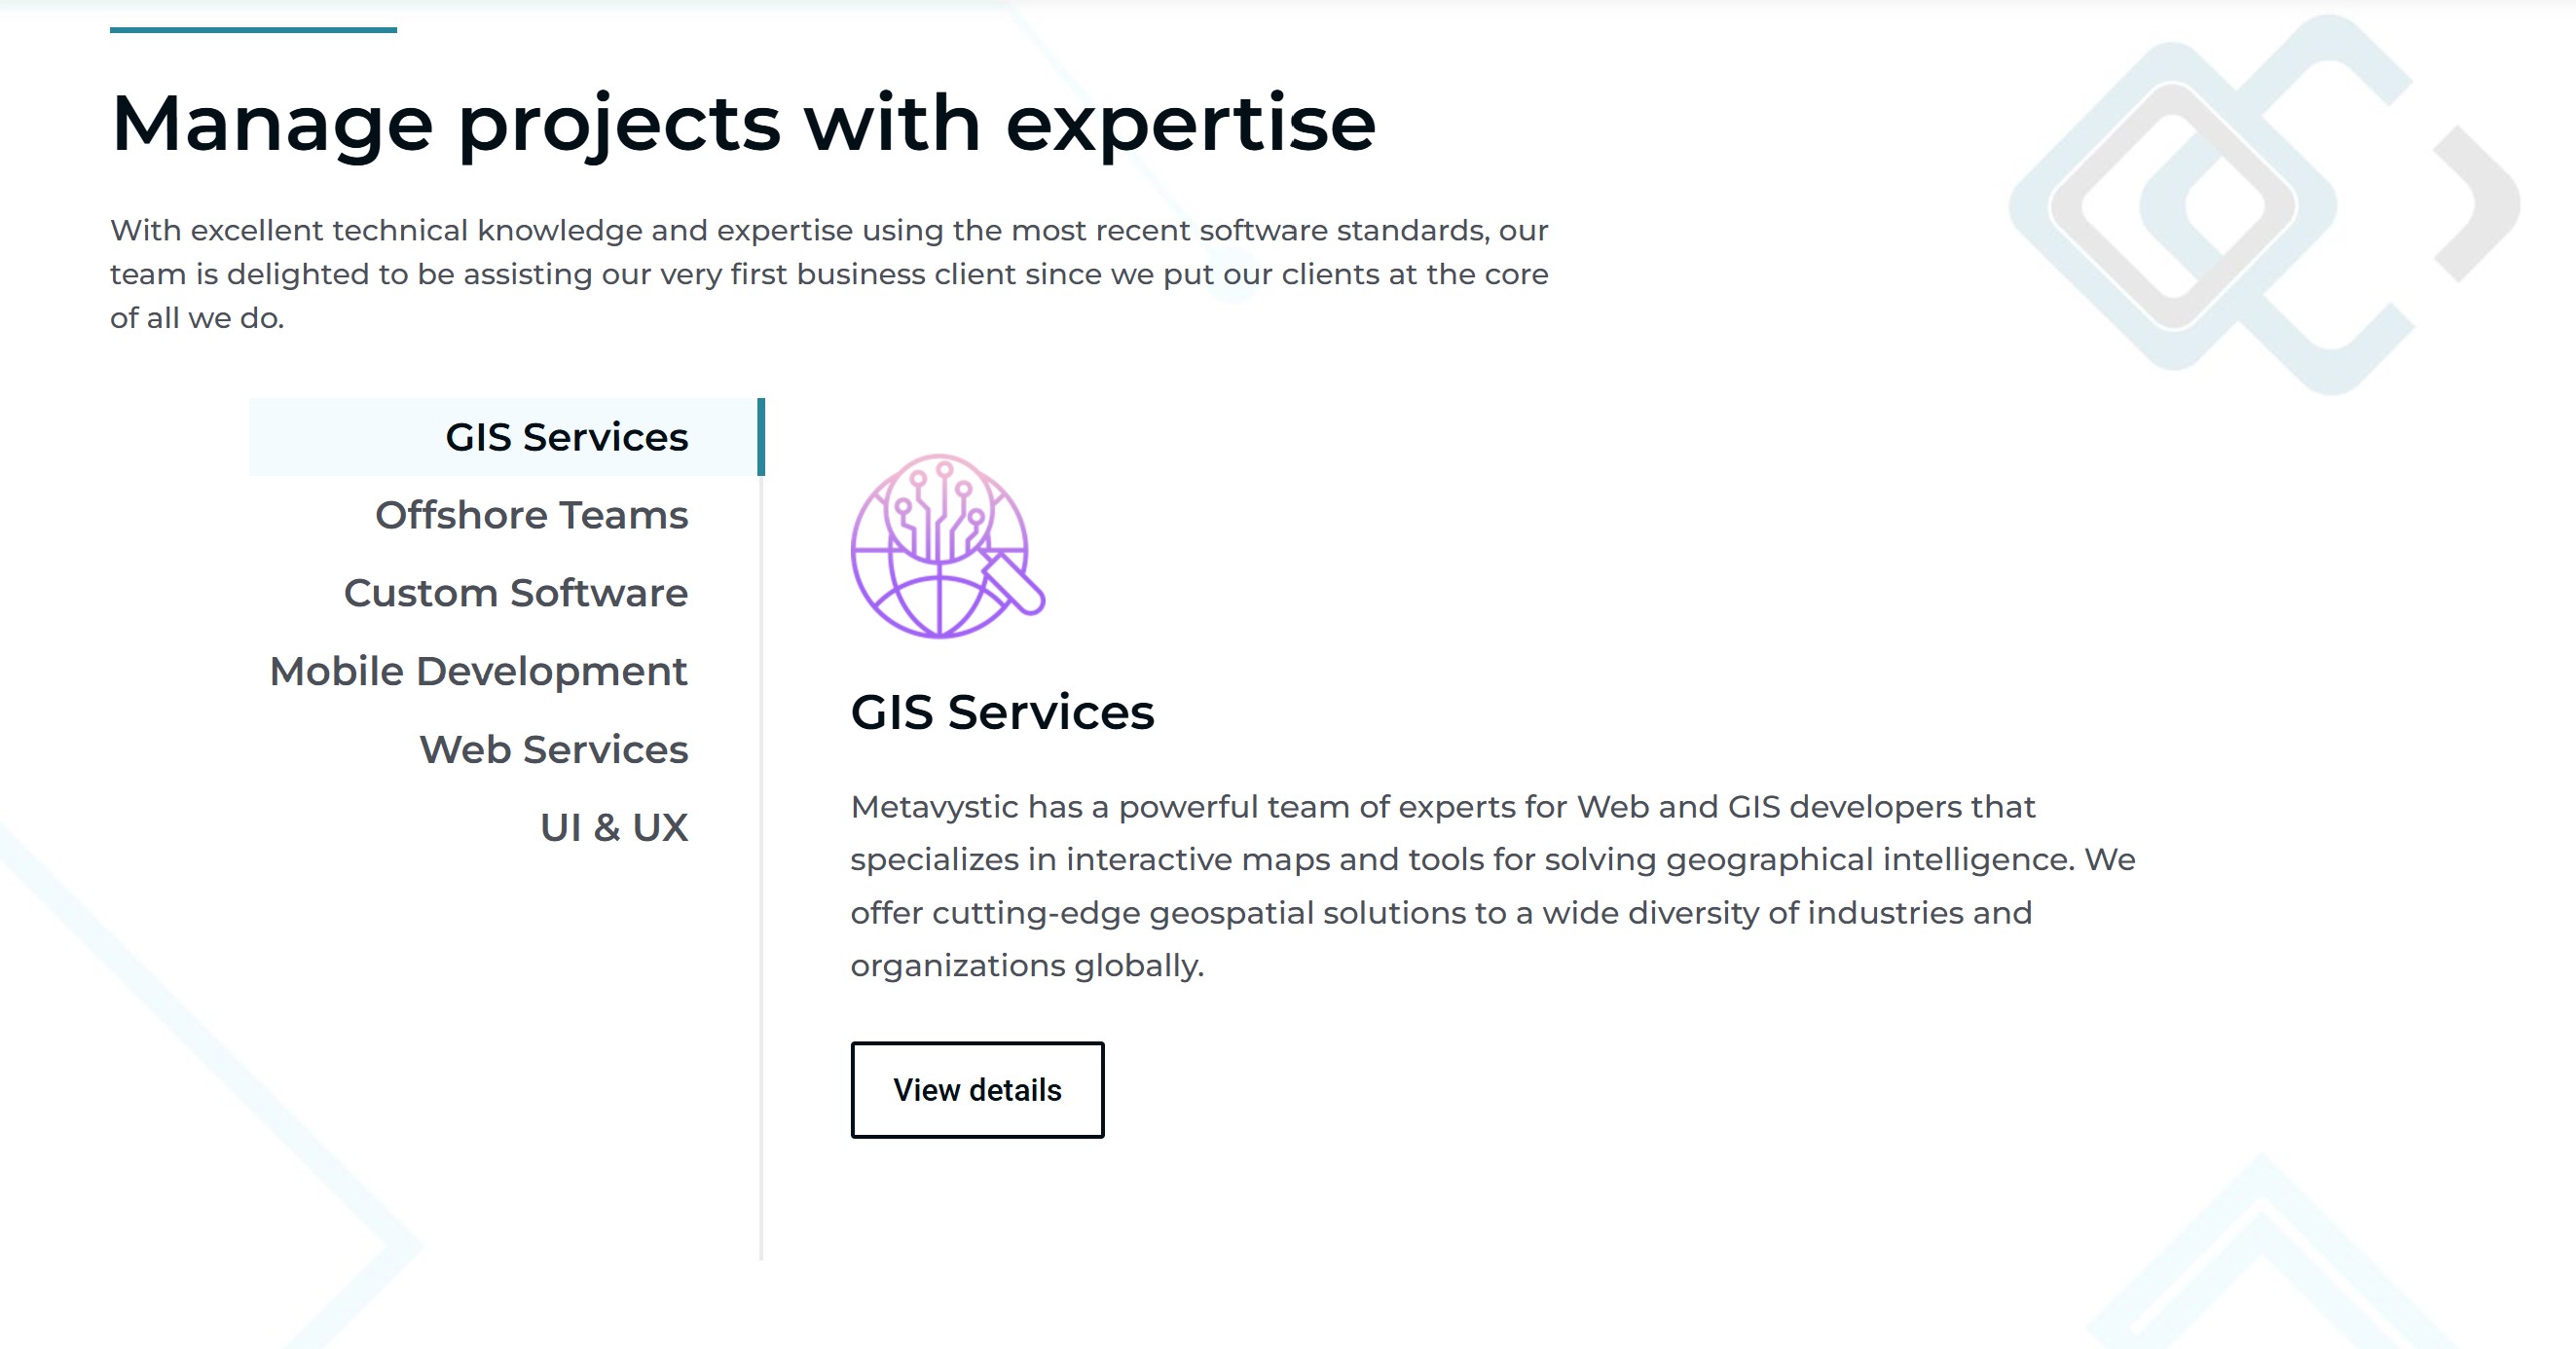 Manage projects with expertise
With excellent technical knowledge and expertise using the most recent software standards, our
team is delighted to be assisting our very first business client since we put our clients at the core
of all we do.
GIS Services
Offshore Teams
Custom Software
Mobile Development
Web Services
UI & UX
GIS Services
Metavystic has a powerful team of experts for Web and GIS developers that
specializes in interactive maps and tools for solving geographical intelligence. We
offer cutting-edge geospatial solutions to a wide diversity of industries and
organizations globally.
View details